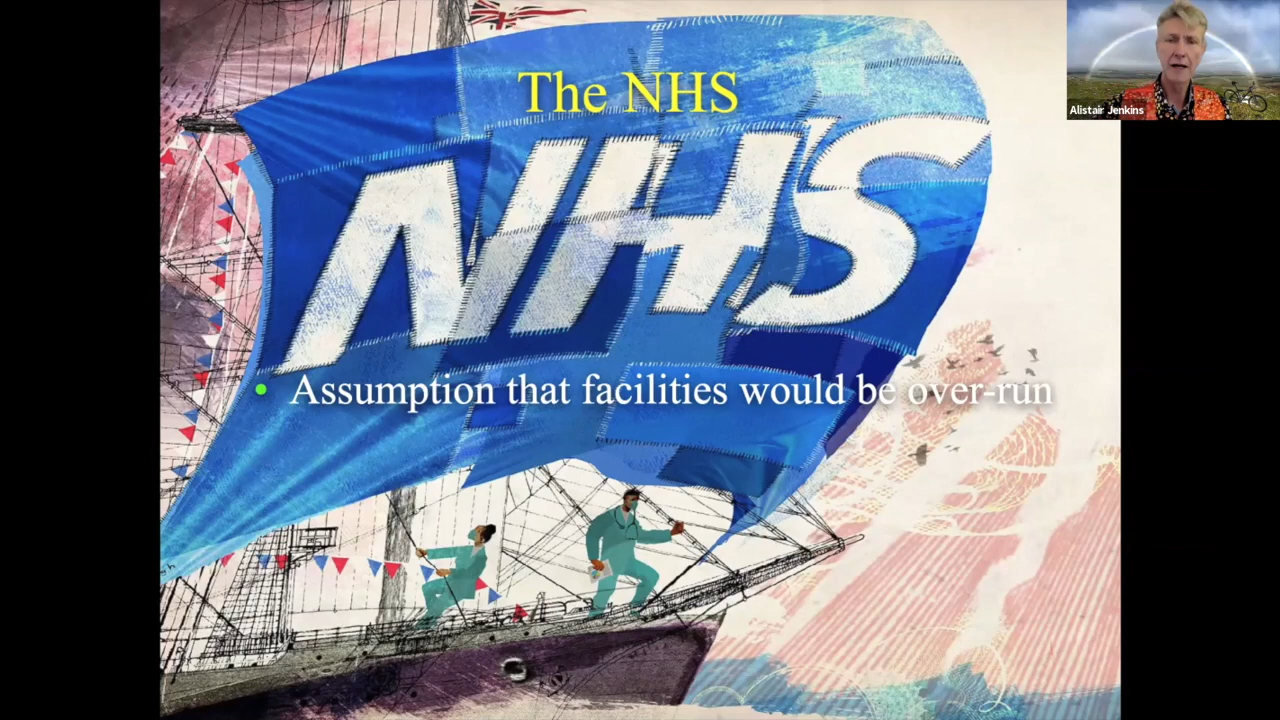 The NHS
NHS
• Assumption that facilities would be over-run
Alistair Jenkins